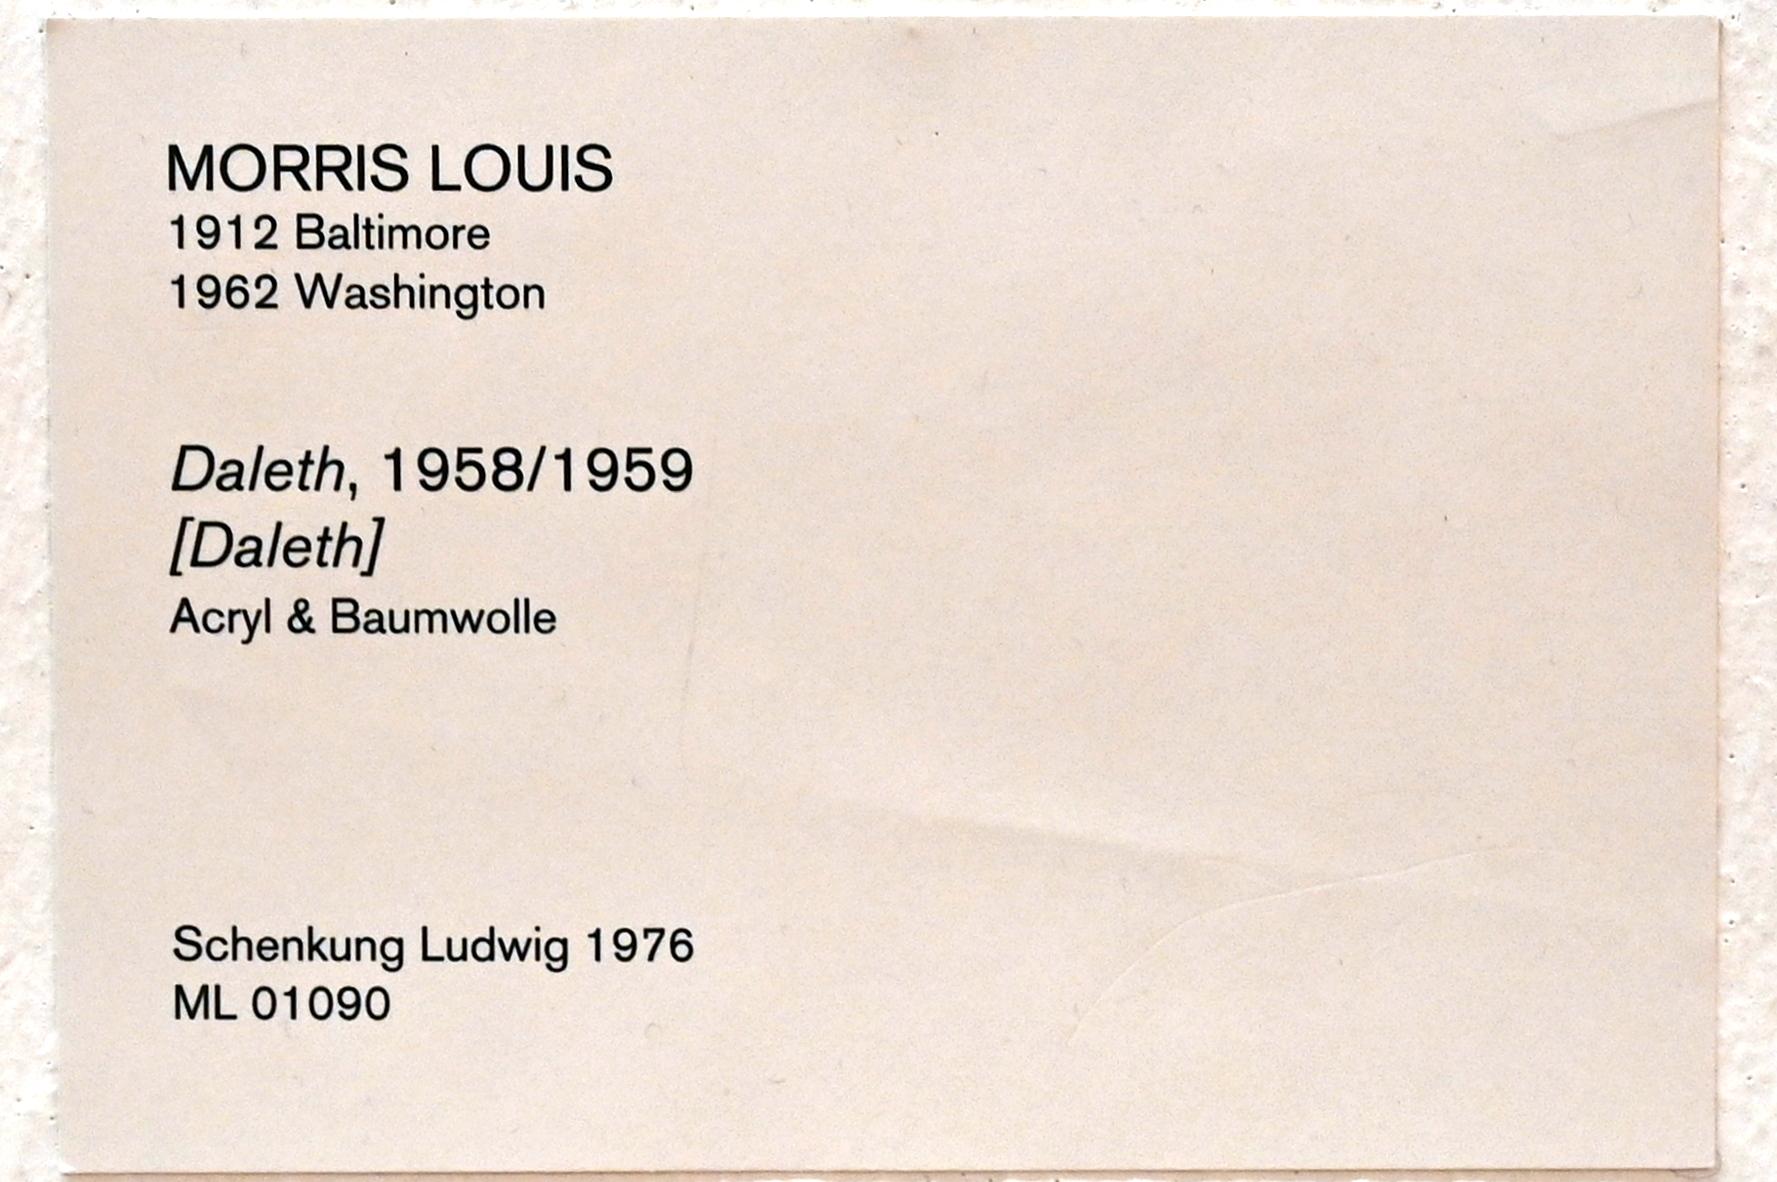 MORRIS LOUIS
1912 Baltimore
1962 Washington
Daleth, 1958/1959
[Daleth]
Acryl & Baumwolle
Schenkung Ludwig 1976
ML 01090